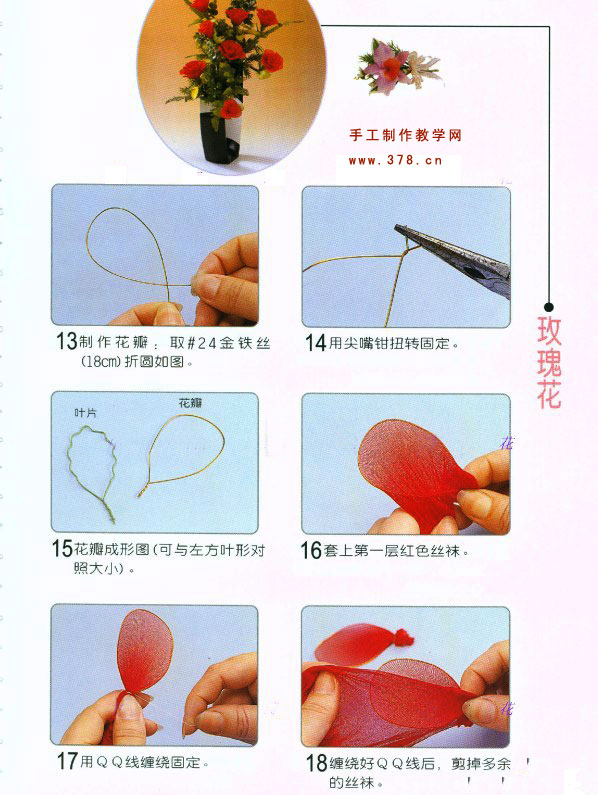 手工制作教学网
www.378.cn
13制作花瓣：取#24金铁丝
(18cm)折圆如图。
14用尖嘴钳扭转固定。
玫瑰花
叶片
花瓣
花
15花瓣成形图(可与左方叶形对
照大小)。
16套上第一层红色丝袜。
花
17用QQ线缠绕固定。
18缠绕好QQ线后，剪掉多余
的丝袜。